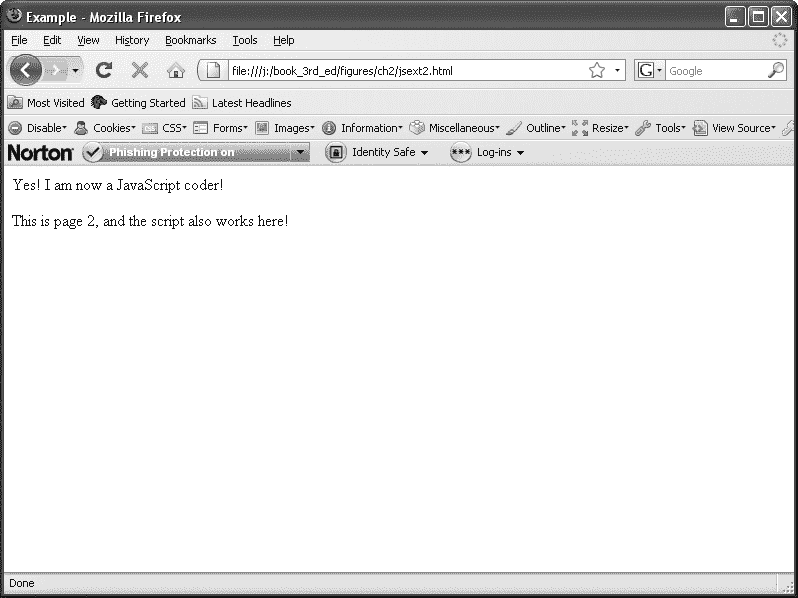 Example - Mozilla Firefox
File Edit View History Bookmarks Tools Help
file:///j:/book_3rd_ed/figures/ch2/jsext2.html G Google
Most Visited Getting Started Latest Headlines
Disable Cookies CSS Forms Images Information Miscellaneous Outline Resize Tools View Source
Norton Phishing Protection on Identity Safe Log-ins
Yes! I am now a JavaScript coder!
This is page 2, and the script also works here!
Done